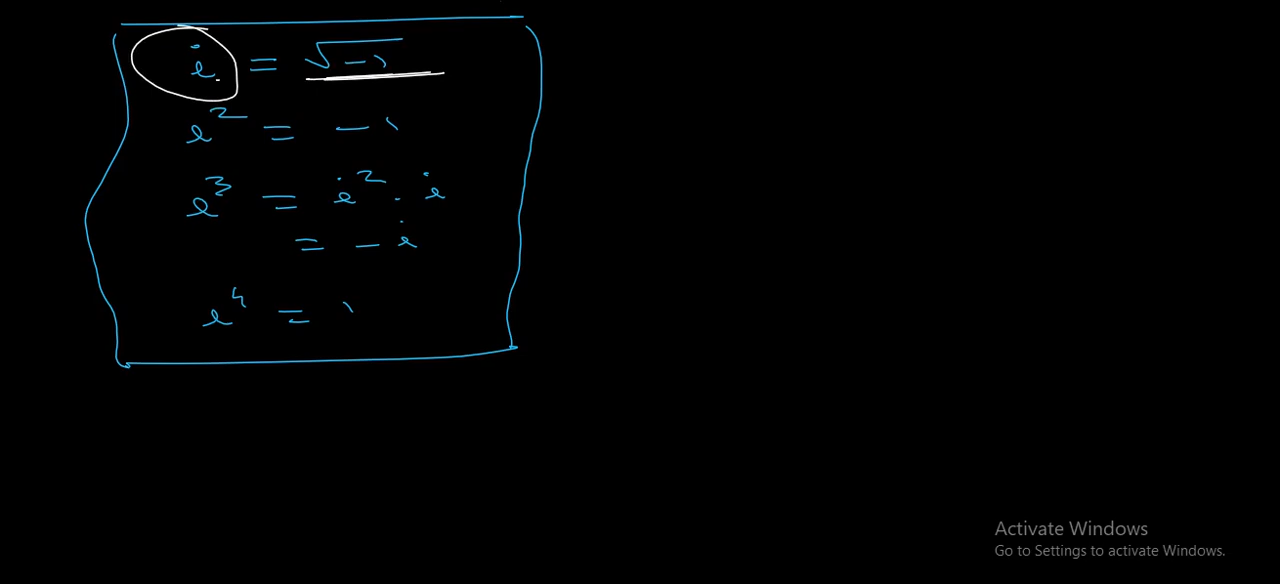 i = √-1
i² = -1
i³ = i² . i
= -i
i⁴ = 1
Activate Windows
Go to Settings to activate Windows.